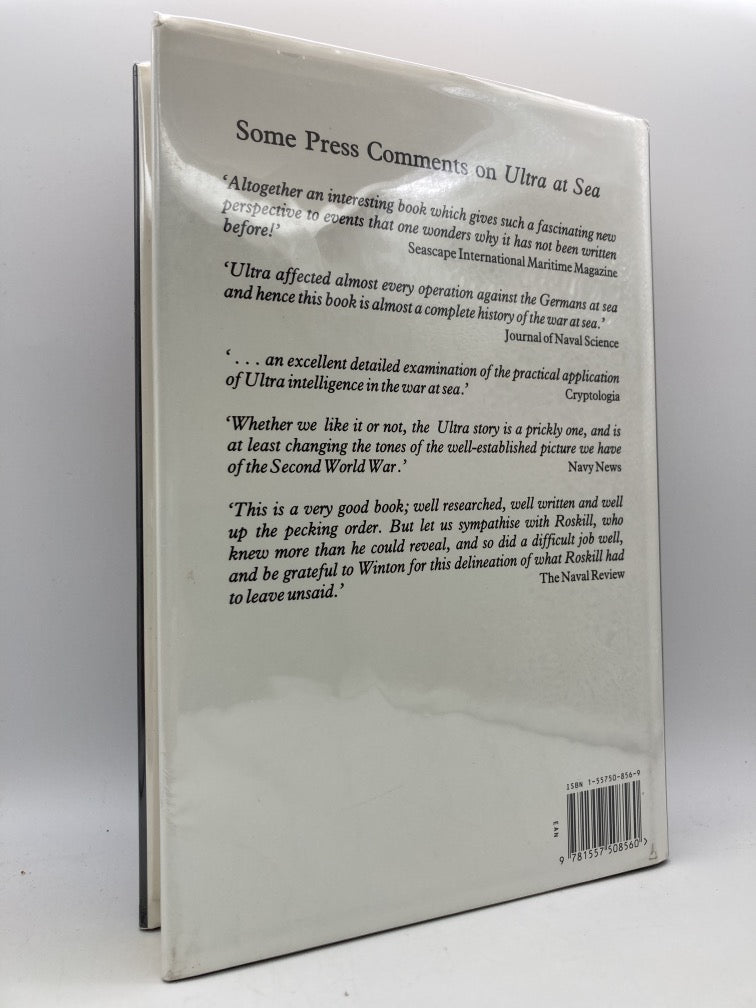 Some Press Comments on Ultra at Sea
‘Altogether an interesting book which gives such a fascinating new
perspective to events that one wonders why it has not been written
before!’
Seascape International Maritime Magazine
‘Ultra affected almost every operation against the Germans at sea
and hence this book is almost a complete history of the war at sea.’
Journal of Naval Science
‘. . . an excellent detailed examination of the practical application
of Ultra intelligence in the war at sea.’
Cryptologia
‘Whether we like it or not, the Ultra story is a prickly one, and is
at least changing the tones of the well-established picture we have
of the Second World War.’
Navy News
‘This is a very good book; well researched, well written and well
up the pecking order. But let us sympathise with Roskill, who
knew more than he could reveal, and so did a difficult job well,
and be grateful to Winton for this delineation of what Roskill had
to leave unsaid.’
The Naval Review
ISBN 1-55750-856-9
EAN
9 781557 508560 >